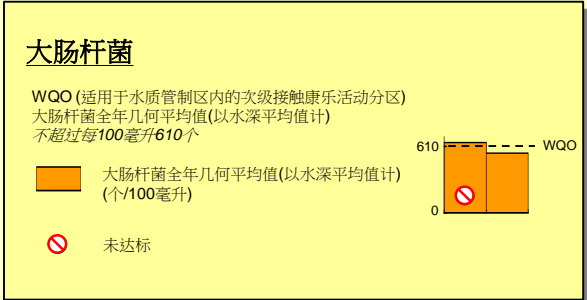 大肠杆菌
WQO (适用于水质管制区内的次级接触康乐活动分区)
大肠杆菌全年几何平均值(以水深平均值计)
不超过每100毫升610个
大肠杆菌全年几何平均值(以水深平均值计)
(个/100毫升)
未达标
610
WQO
0